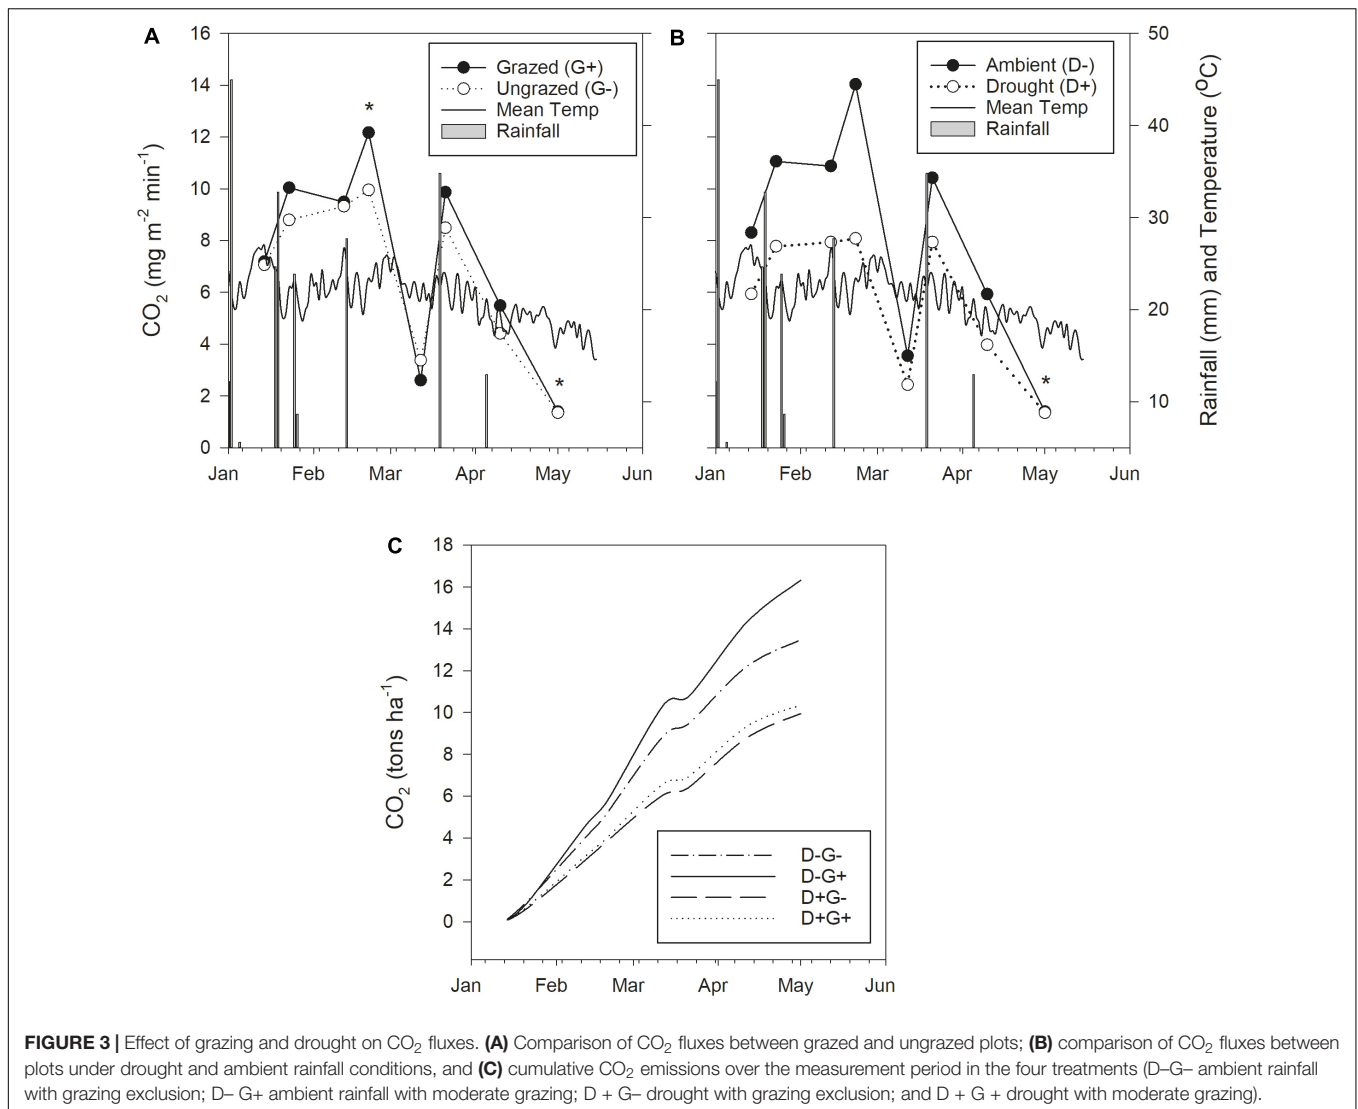 A
B
16
14
12
10
8
6
4
2
0
CO2 (mg m-2 min-1)
Grazed (G+)
Ungrazed (G-)
Mean Temp
Rainfall
*
*
Jan Feb Mar Apr May Jun
Ambient (D-)
Drought (D+)
Mean Temp
Rainfall
*
50
40
30
20
10
Rainfall (mm) and Temperature (oC)
Jan Feb Mar Apr May Jun
C
18
16
14
12
10
8
6
4
2
0
CO2 (tons ha-1)
D-G-
D-G+
D+G-
D+G+
Jan Feb Mar Apr May Jun
FIGURE 3 | Effect of grazing and drought on CO2 fluxes. (A) Comparison of CO2 fluxes between grazed and ungrazed plots; (B) comparison of CO2 fluxes between
plots under drought and ambient rainfall conditions, and (C) cumulative CO2 emissions over the measurement period in the four treatments (D–G– ambient rainfall
with grazing exclusion; D– G+ ambient rainfall with moderate grazing; D + G– drought with grazing exclusion; and D + G + drought with moderate grazing).